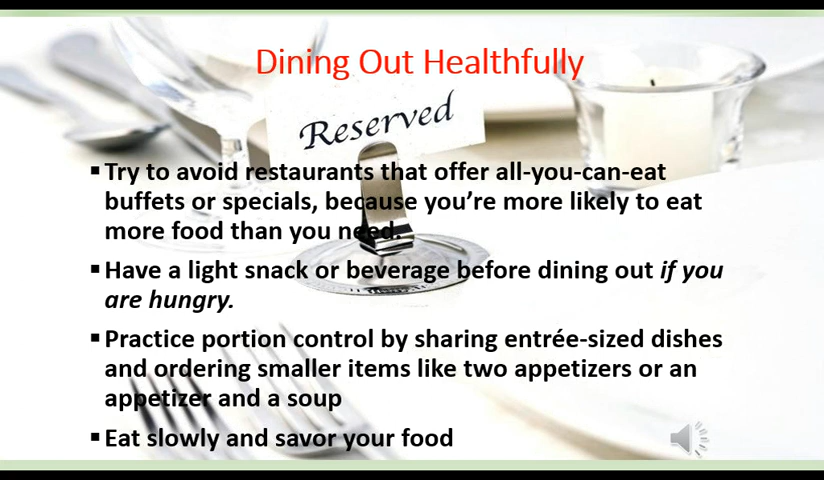 Dining Out Healthfully
Reserved
▪Try to avoid restaurants that offer all-you-can-eat
buffets or specials, because you’re more likely to eat
more food than you need.
▪Have a light snack or beverage before dining out if you
are hungry.
▪Practice portion control by sharing entrée-sized dishes
and ordering smaller items like two appetizers or an
appetizer and a soup
▪Eat slowly and savor your food